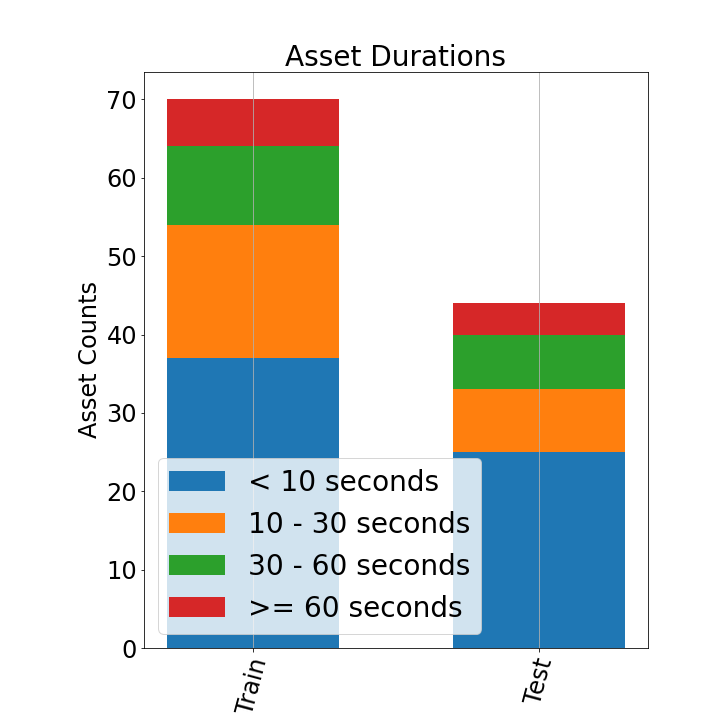 Asset Durations
Asset Counts
70
60
50
40
30
20
10
0
< 10 seconds
10 - 30 seconds
30 - 60 seconds
>= 60 seconds
Train
Test